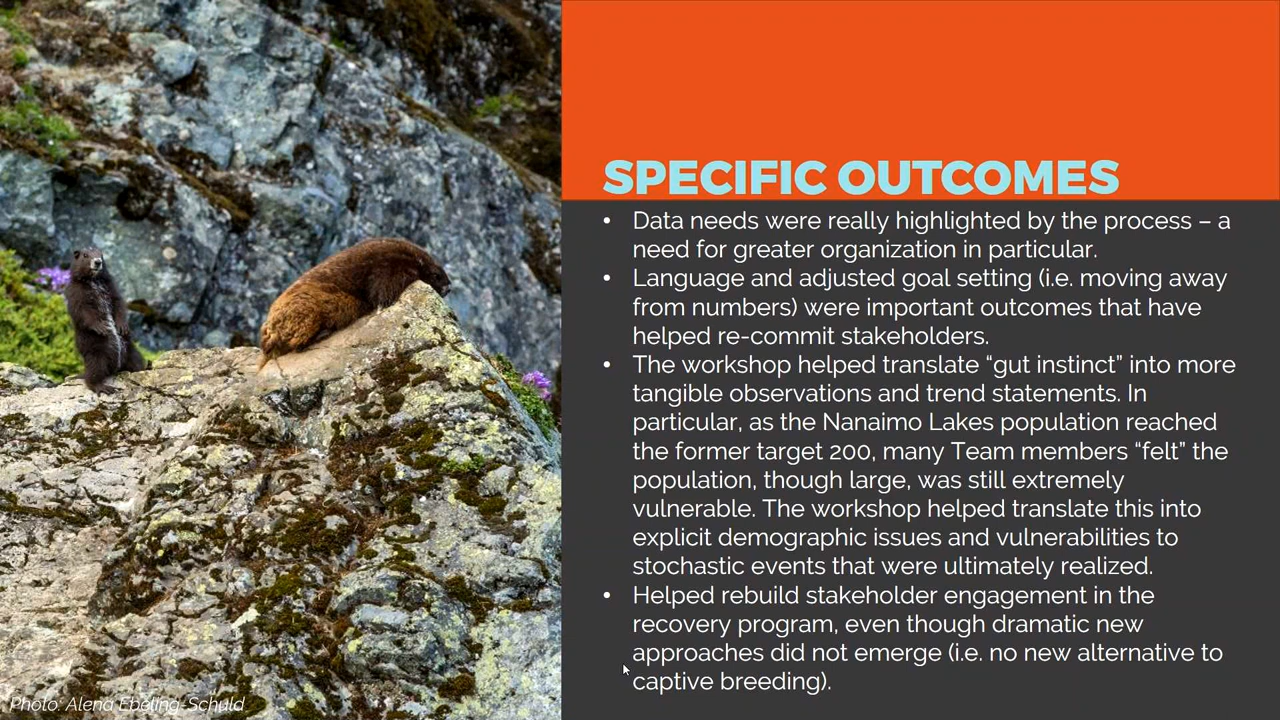 SPECIFIC OUTCOMES
• Data needs were really highlighted by the process – a
need for greater organization in particular.
• Language and adjusted goal setting (i.e. moving away
from numbers) were important outcomes that have
helped re-commit stakeholders.
• The workshop helped translate “gut instinct” into more
tangible observations and trend statements. In
particular, as the Nanaimo Lakes population reached
the former target 200, many Team members “felt” the
population, though large, was still extremely
vulnerable. The workshop helped translate this into
explicit demographic issues and vulnerabilities to
stochastic events that were ultimately realized.
• Helped rebuild stakeholder engagement in the
recovery program, even though dramatic new
approaches did not emerge (i.e. no new alternative to
captive breeding).
Photo: Alena Ebeling-Schuld